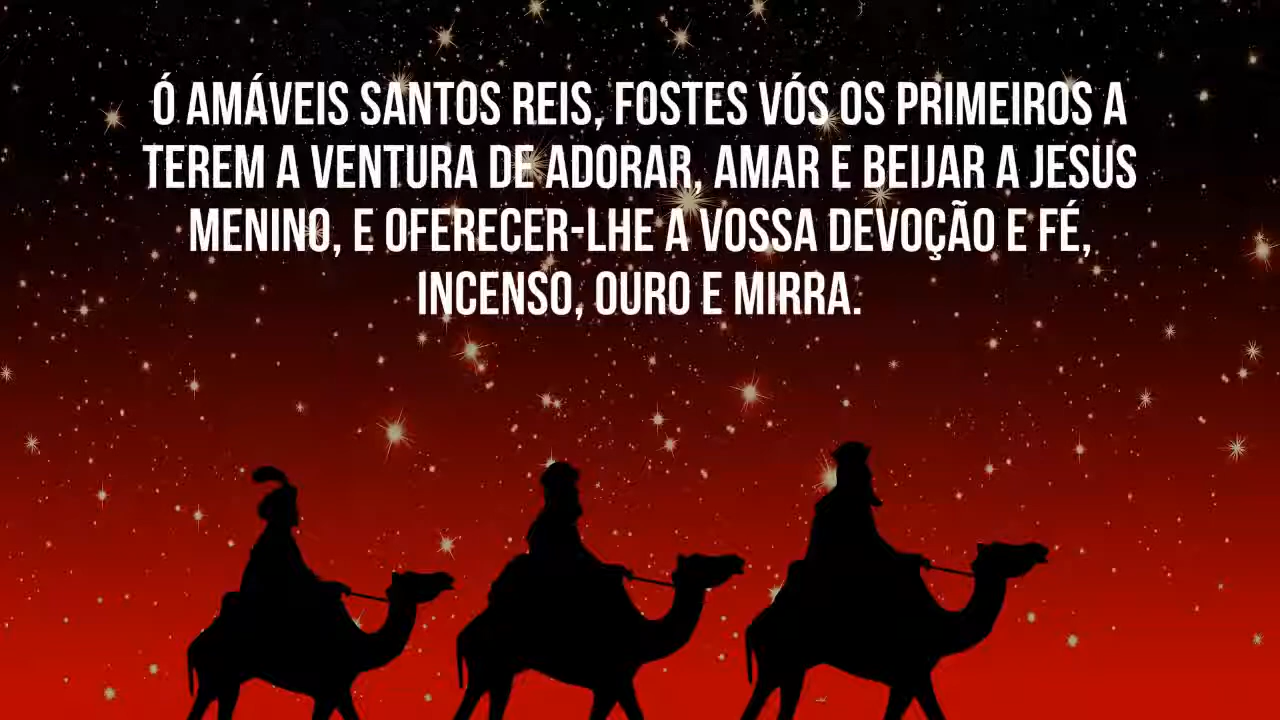 Ó AMÁVEIS SANTOS REIS, FOSTES VÓS OS PRIMEIROS A
TEREM A VENTURA DE ADORAR, AMAR E BEIJAR A JESUS
MENINO, E OFERECER-LHE A VOSSA DEVOÇÃO E FÉ,
INCENSO, OURO E MIRRA.